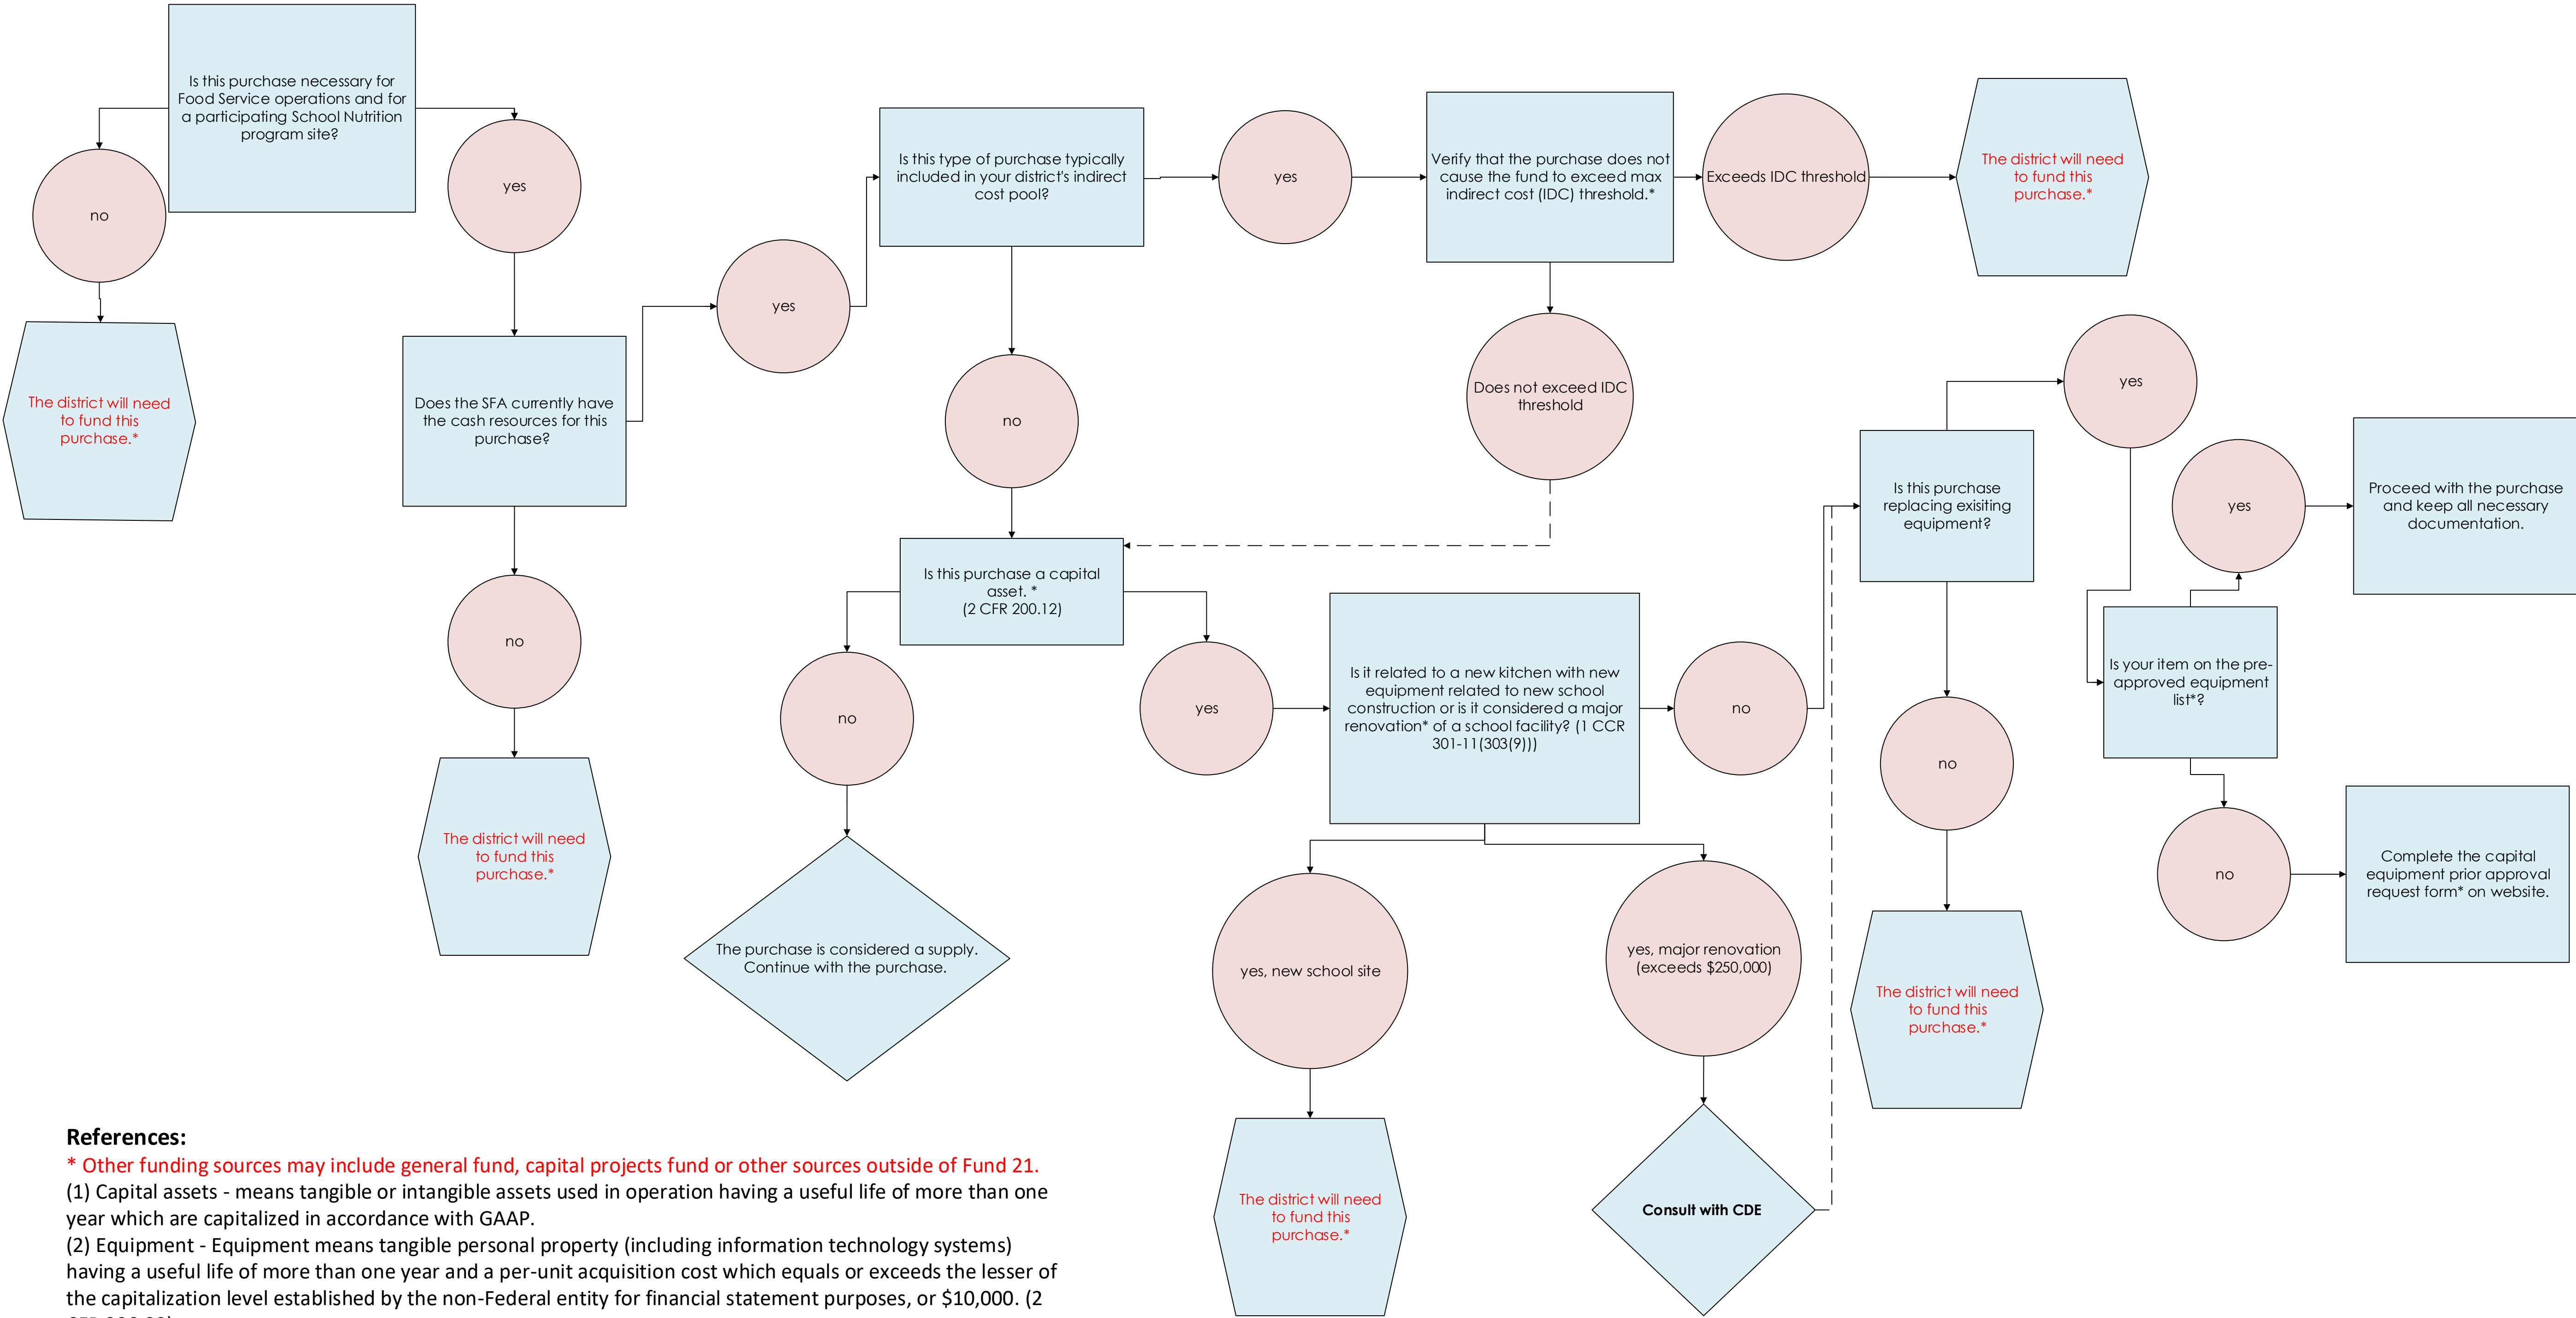 Is this purchase necessary for
Food Service operations and for
a participating School Nutrition
program site?
no
yes
The district will need
to fund this
purchase.*
Does the SFA currently have
the cash resources for this
purchase?
no
The district will need
to fund this
purchase.*
yes
Is this type of purchase typically
included in your district's indirect
cost pool?
yes
Verify that the purchase does not
cause the fund to exceed max
indirect cost (IDC) threshold.*
Exceeds IDC threshold
The district will need
to fund this
purchase.*
Does not exceed IDC
threshold
no
Is this purchase a capital
asset. *
(2 CFR 200.12)
no
The purchase is considered a supply.
Continue with the purchase.
yes
Is it related to a new kitchen with new
equipment related to new school
construction or is it considered a major
renovation* of a school facility? (1 CCR
301-11(303(9)))
no
yes, new school site
The district will need
to fund this
purchase.*
yes, major renovation
(exceeds $250,000)
Consult with CDE
Is this purchase
replacing exisiting
equipment?
yes
no
The district will need
to fund this
purchase.*
Is your item on the pre-
approved equipment
list*?
yes
Proceed with the purchase
and keep all necessary
documentation.
no
Complete the capital
equipment prior approval
request form* on website.
References:
* Other funding sources may include general fund, capital projects fund or other sources outside of Fund 21.
(1) Capital assets - means tangible or intangible assets used in operation having a useful life of more than one
year which are capitalized in accordance with GAAP.
(2) Equipment - Equipment means tangible personal property (including information technology systems)
having a useful life of more than one year and a per-unit acquisition cost which equals or exceeds the lesser of
the capitalization level established by the non-Federal entity for financial statement purposes, or $10,000. (2